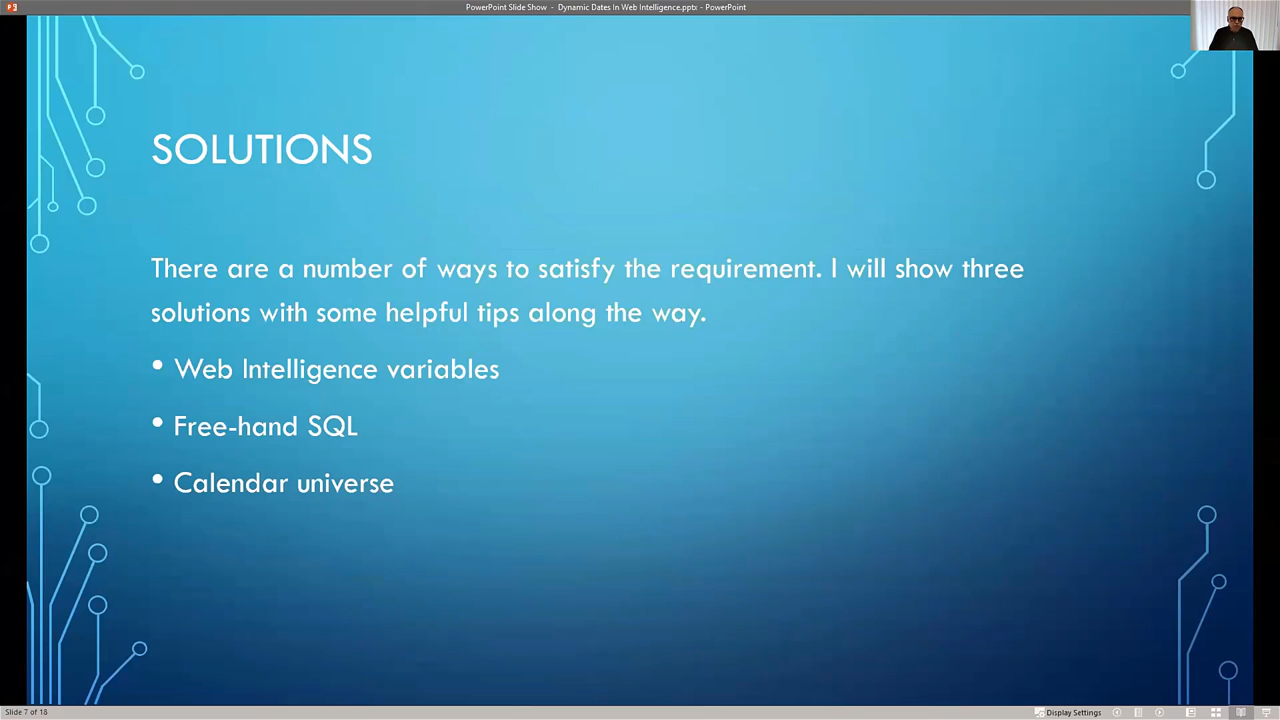 PowerPoint Slide Show - Dynamic Dates In Web Intelligence.pptx - PowerPoint
SOLUTIONS
There are a number of ways to satisfy the requirement. I will show three
solutions with some helpful tips along the way.
• Web Intelligence variables
• Free-hand SQL
• Calendar universe
Slide 7 of 18
Display Settings